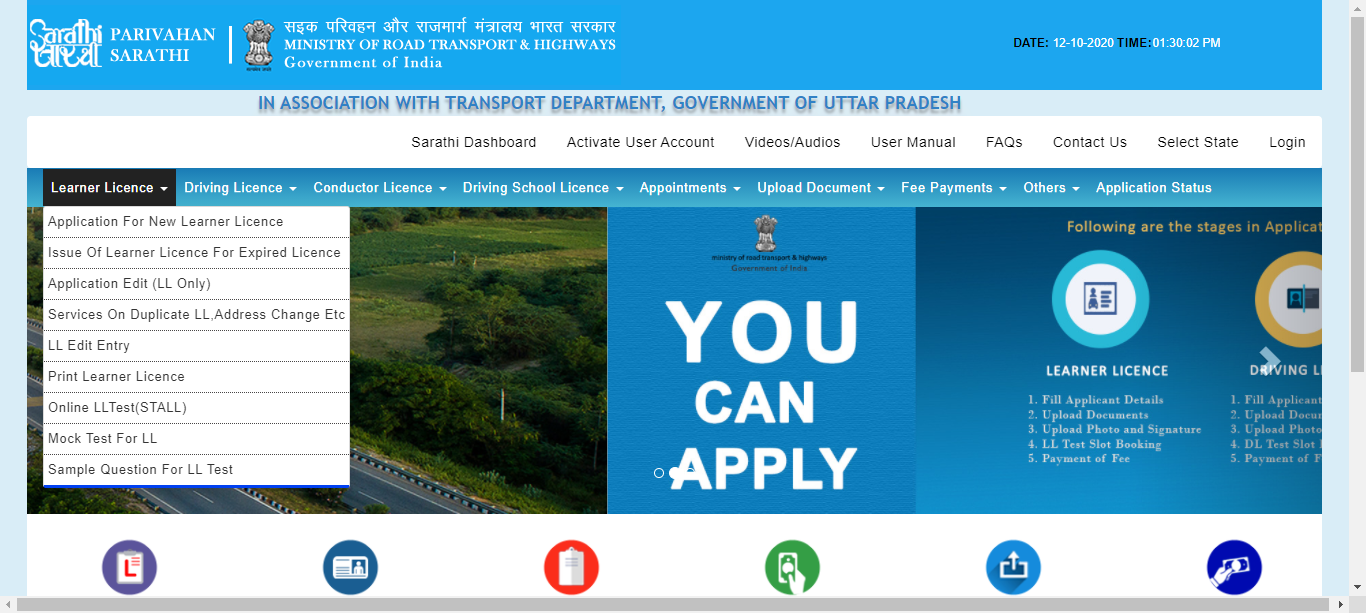 Sarathi
सारथी
PARIVAHAN
SARATHI
सड़क परिवहन और राजमार्ग मंत्रालय भारत सरकार
MINISTRY OF ROAD TRANSPORT & HIGHWAYS
Government of India
DATE: 12-10-2020 TIME:01:30:02 PM
IN ASSOCIATION WITH TRANSPORT DEPARTMENT, GOVERNMENT OF UTTAR PRADESH
Sarathi Dashboard Activate User Account Videos/Audios User Manual FAQs Contact Us Select State Login
Learner Licence Driving Licence Conductor Licence Driving School Licence Appointments Upload Document Fee Payments Others Application Status
Application For New Learner Licence
Issue Of Learner Licence For Expired Licence
Application Edit (LL Only)
Services On Duplicate LL,Address Change Etc
LL Edit Entry
Print Learner Licence
Online LLTest(STALL)
Mock Test For LL
Sample Question For LL Test
ministry of road transport & highways
Government of India
YOU
CAN
APPLY
Following are the stages in Applicat
LEARNER LICENCE
1. Fill Applicant Details
2. Upload Documents
3. Upload Photo and Signature
4. LL Test Slot Booking
5. Payment of Fee
DRIVING LI
1. Fill Applicant
2. Upload Docu
3. Upload Photo
4. DL Test Slot
5. Payment of F
L